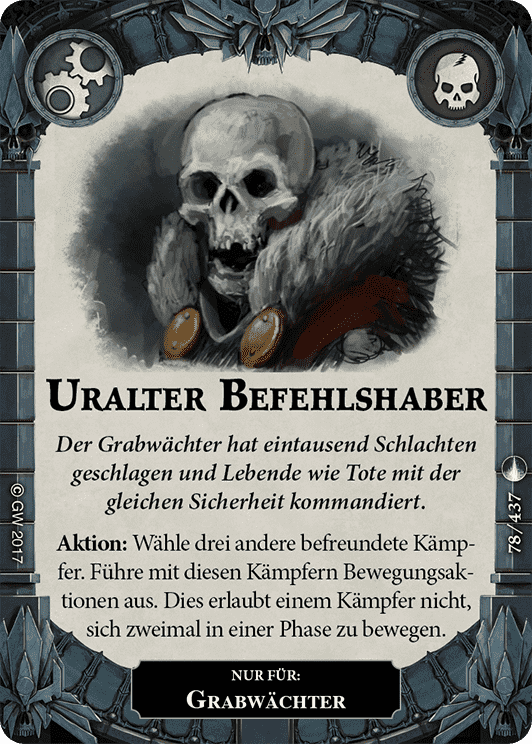 Uralter Befehlshaber
Der Grabwächter hat eintausend Schlachten
geschlagen und Lebende wie Tote mit der
gleichen Sicherheit kommandiert.
Aktion: Wähle drei andere befreundete Kämp-
fer. Führe mit diesen Kämpfern Bewegungsak-
tionen aus. Dies erlaubt einem Kämpfer nicht,
sich zweimal in einer Phase zu bewegen.
NUR FÜR:
Grabwächter
© GW 2017
78/437